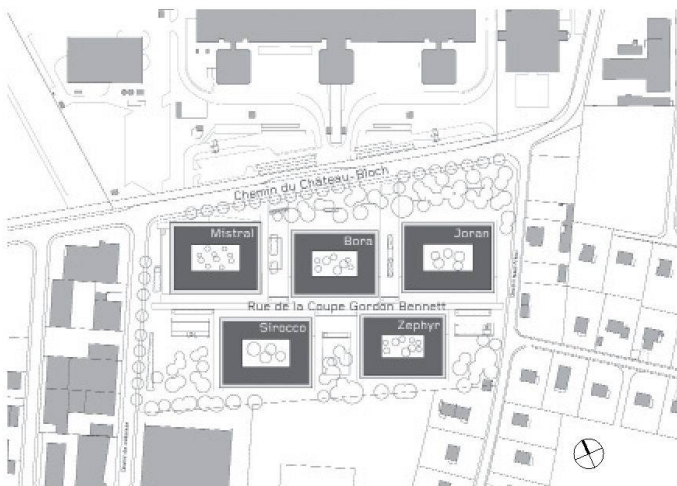 Chemin du Château-Bloch
Mistral
Bora
Joran
Rue de la Coupe Gordon Bennett
Sirocco
Zephyr